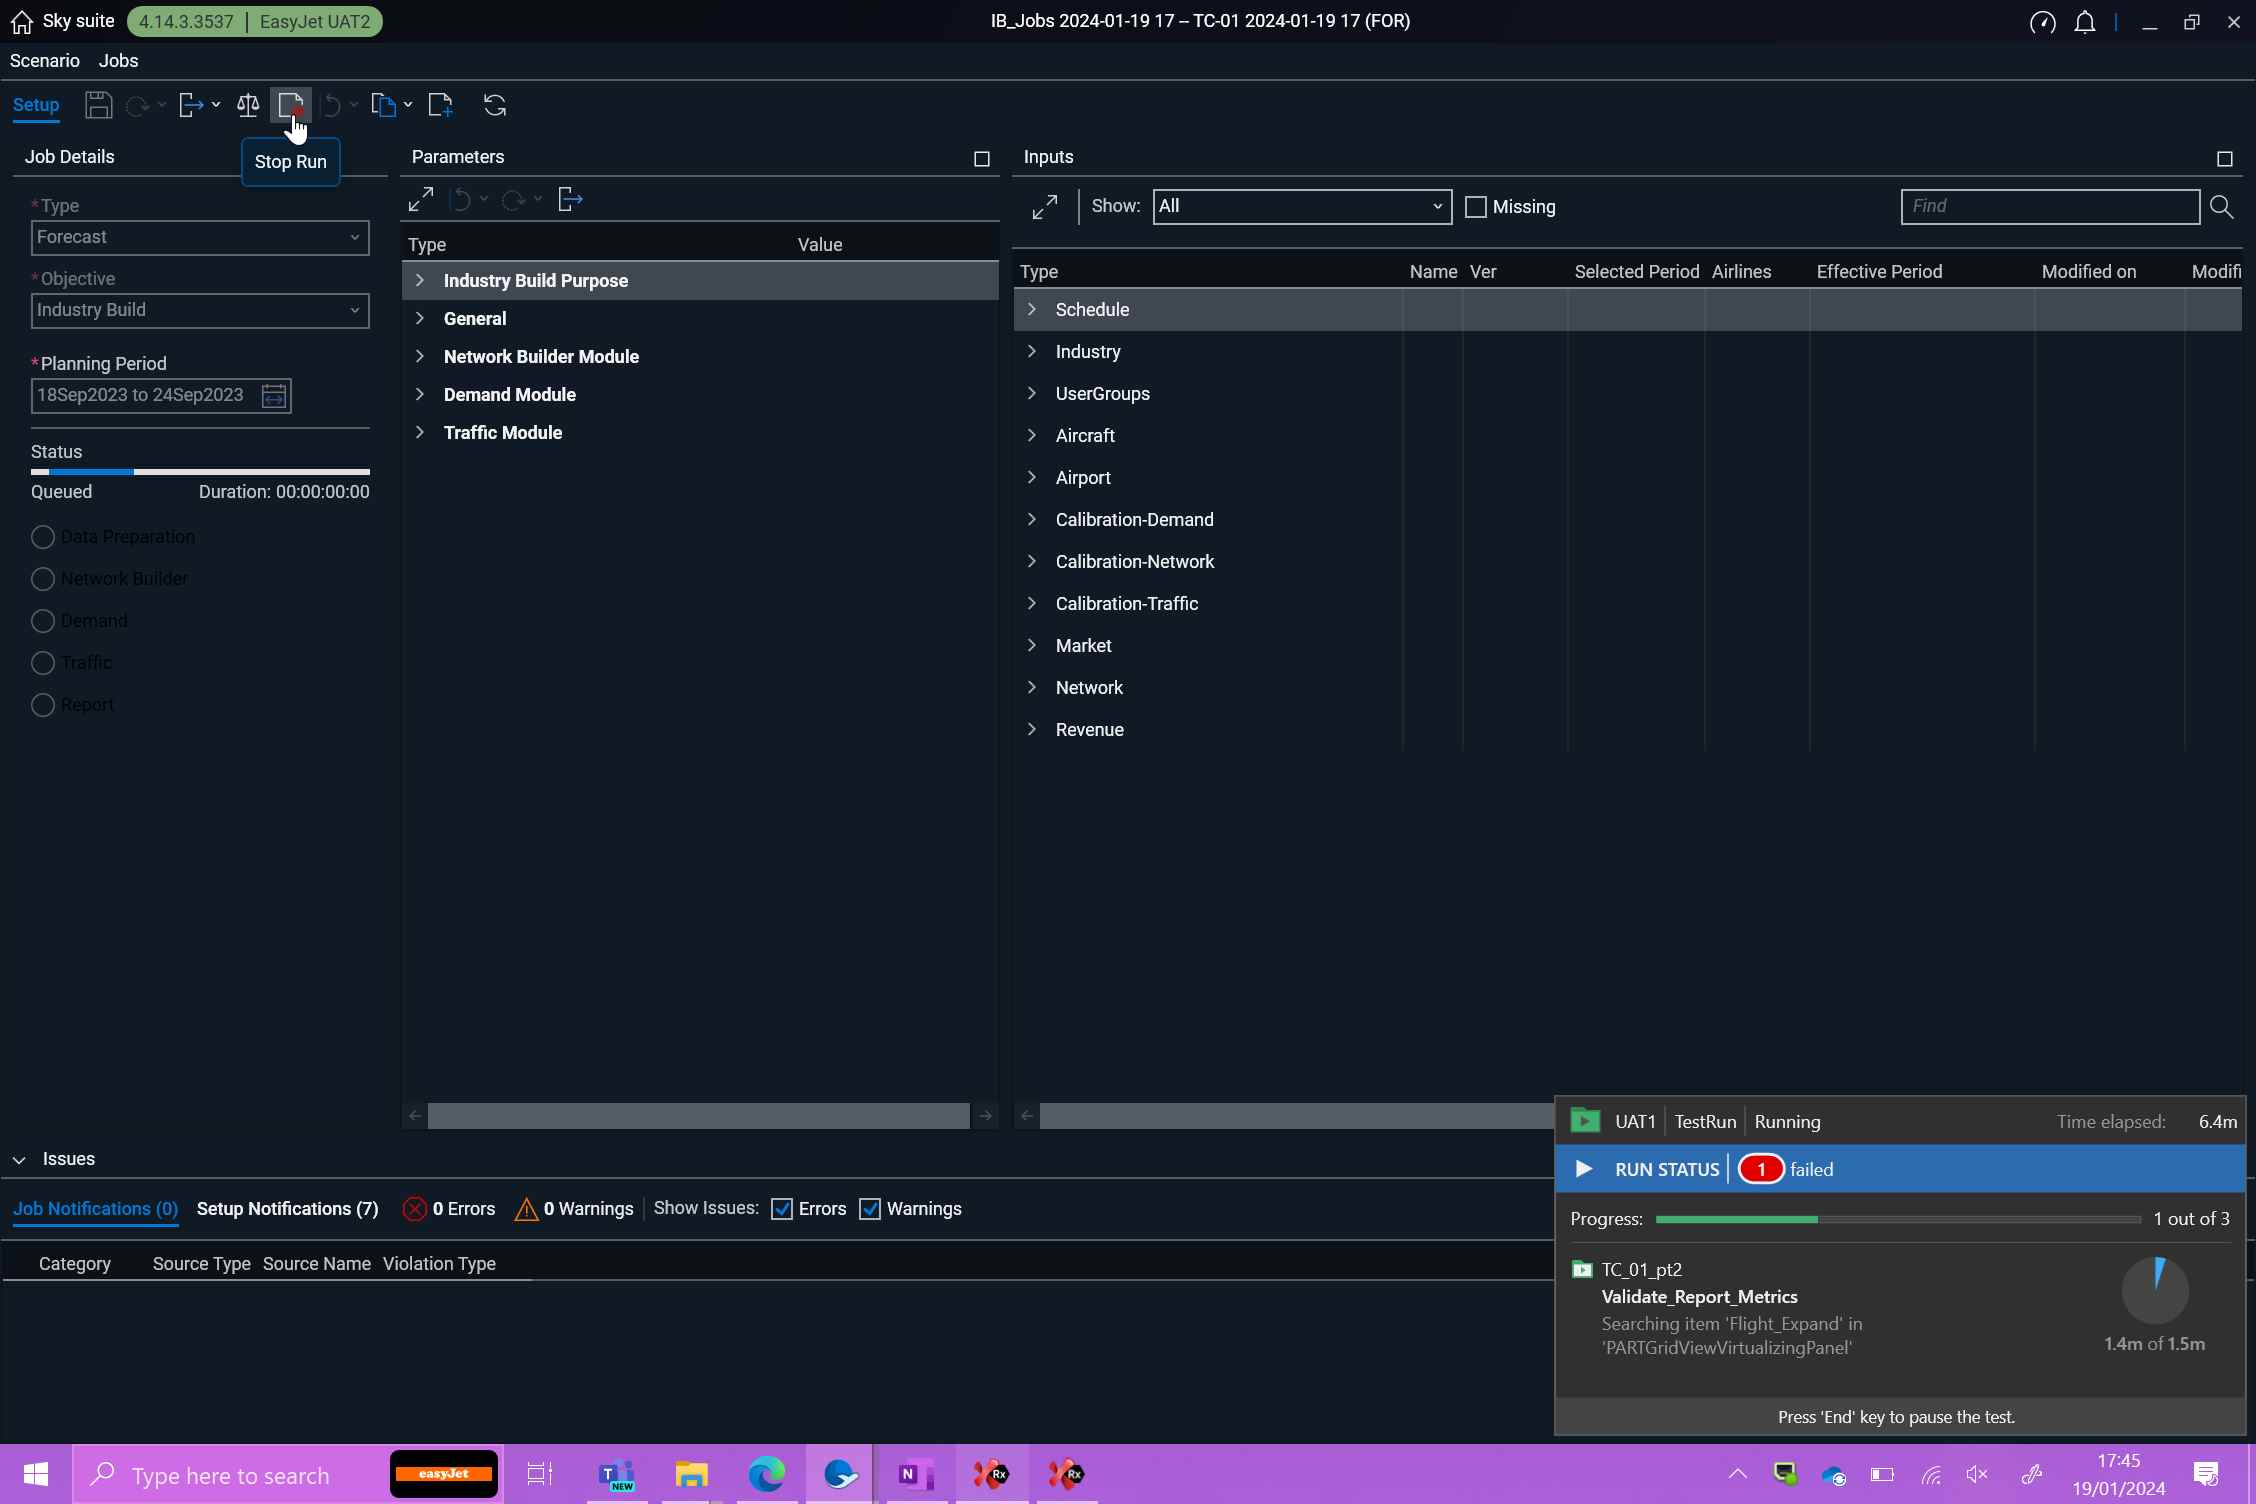 Sky suite 4.14.3.3537 | EasyJet UAT2 IB_Jobs 2024-01-19 17 – TC-01 2024-01-19 17 (FOR)
Scenario Jobs
Setup
Stop Run
Job Details
*Type
Forecast
*Objective
Industry Build
*Planning Period
18Sep2023 to 24Sep2023
Status
Queued Duration: 00:00:00:00
Data Preparation
Network Builder
Demand
Traffic
Report
Parameters
Type Value
Industry Build Purpose
General
Network Builder Module
Demand Module
Traffic Module
Inputs
Show: All Missing Find
Type Name Ver Selected Period Airlines Effective Period Modified on Modifi
Schedule
Industry
UserGroups
Aircraft
Airport
Calibration-Demand
Calibration-Network
Calibration-Traffic
Market
Network
Revenue
Issues
Job Notifications (0) Setup Notifications (7) 0 Errors 0 Warnings Show Issues: Errors Warnings
Category Source Type Source Name Violation Type
UAT1 TestRun Running Time elapsed: 6.4m
RUN STATUS 1 failed
Progress: 1 out of 3
TC_01_pt2
Validate_Report_Metrics
Searching item 'Flight_Expand' in
'PARTGridViewVirtualizingPanel'
1.4m of 1.5m
Press 'End' key to pause the test.
Type here to search easyJet
T NEW
N
Rx
Rx
17:45
19/01/2024